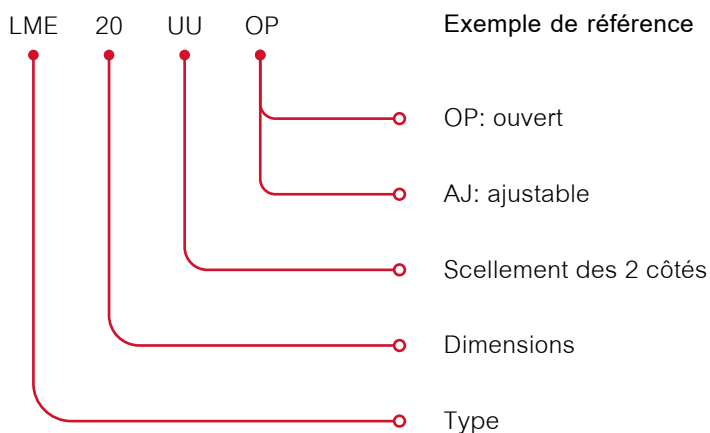 LME 20 UU OP Exemple de référence
OP: ouvert
AJ: ajustable
Scellement des 2 côtés
Dimensions
Type